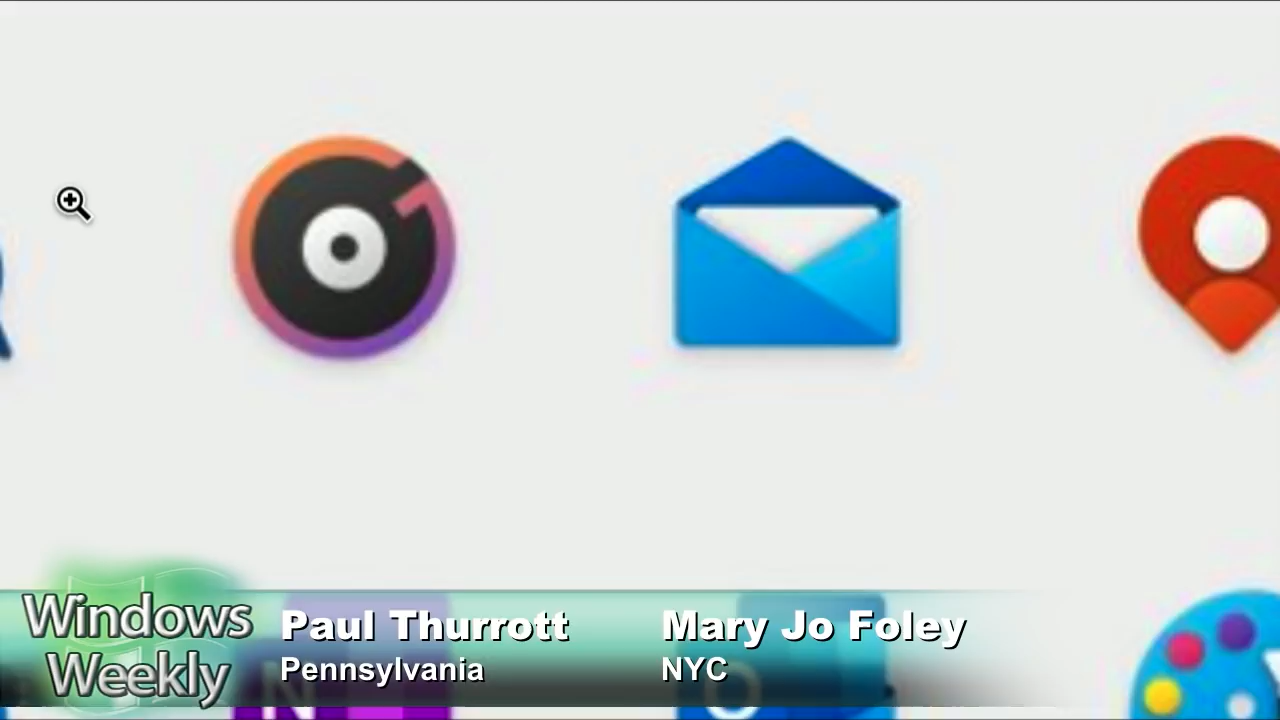 Windows
Weekly
Paul Thurrott
Pennsylvania
Mary Jo Foley
NYC
N
O